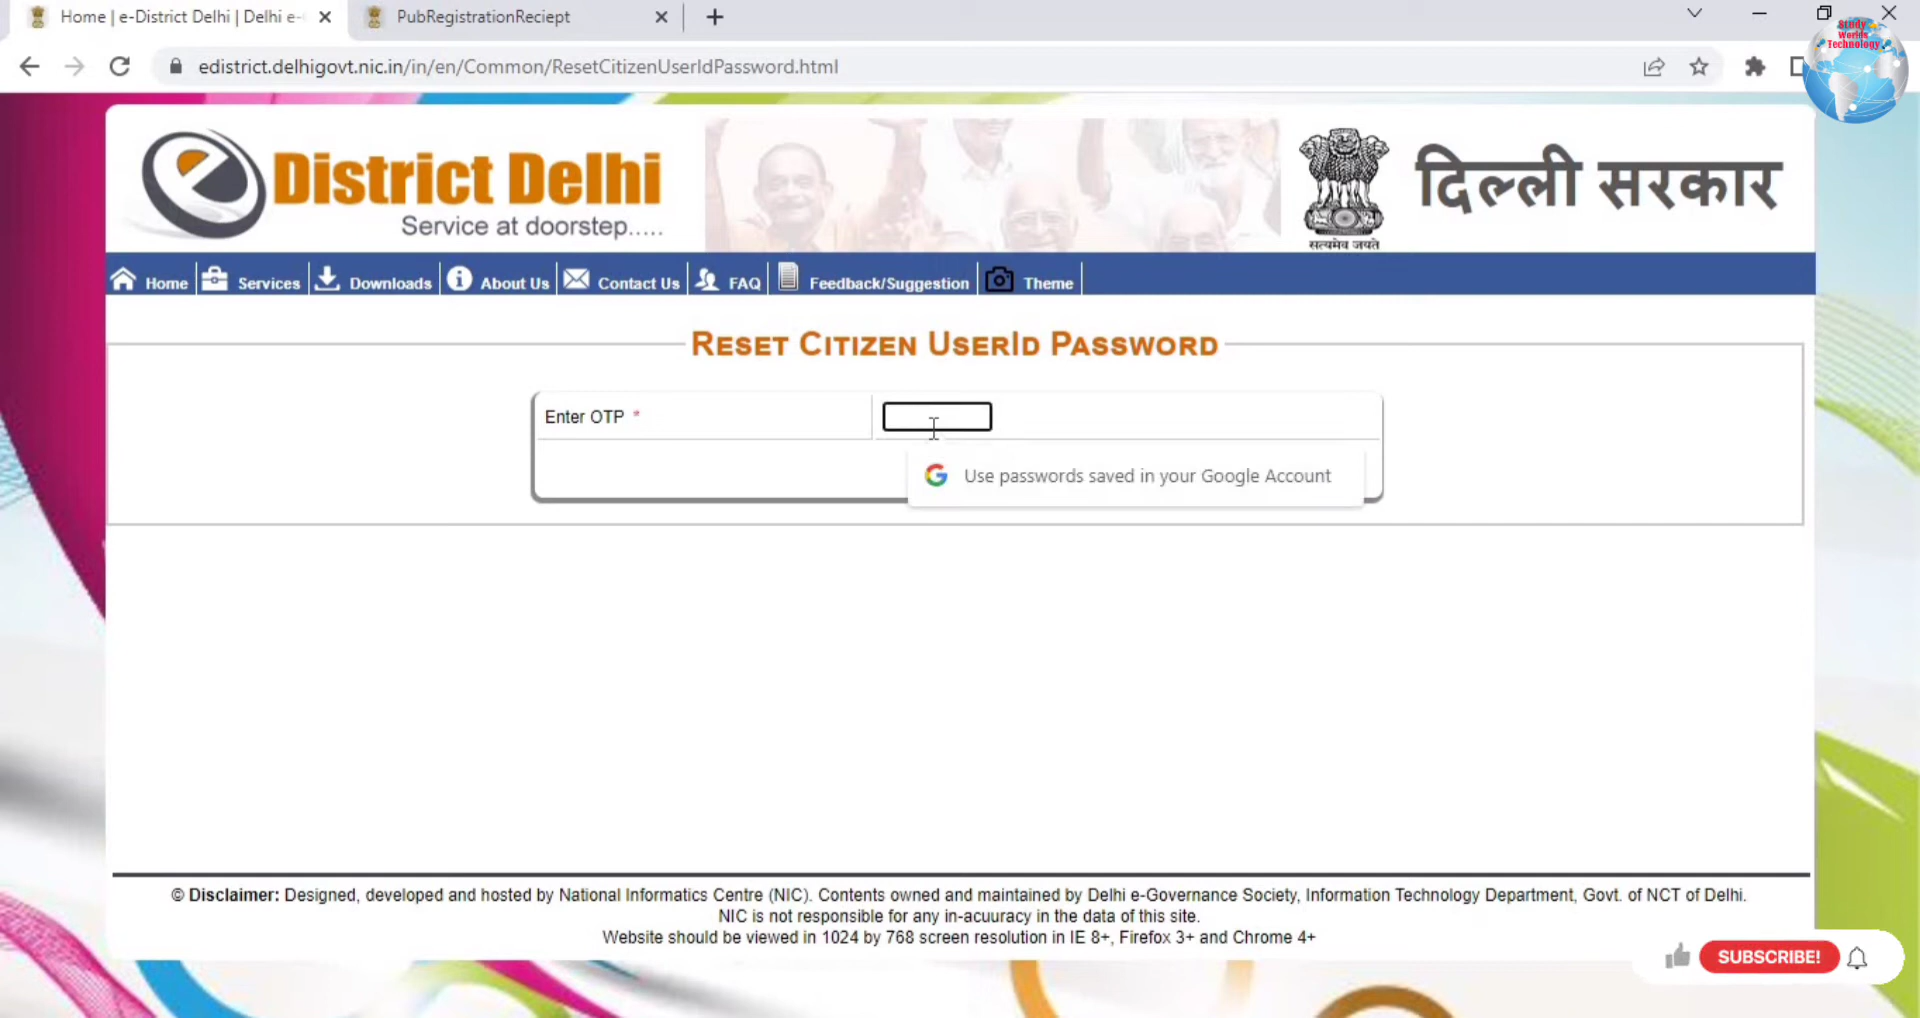 Home | e-District Delhi | Delhi e-
PubRegistrationReciept
edistrict.delhigovt.nic.in/in/en/Common/ResetCitizenUserIdPassword.html
Study
Worlds
Technology
e District Delhi
Service at doorstep.....
सत्यमेव जयते
दिल्ली सरकार
Home
Services
Downloads
About Us
Contact Us
FAQ
Feedback/Suggestion
Theme
Reset Citizen UserId Password
Enter OTP *
Use passwords saved in your Google Account
© Disclaimer: Designed, developed and hosted by National Informatics Centre (NIC). Contents owned and maintained by Delhi e-Governance Society, Information Technology Department, Govt. of NCT of Delhi.
NIC is not responsible for any in-acuuracy in the data of this site.
Website should be viewed in 1024 by 768 screen resolution in IE 8+, Firefox 3+ and Chrome 4+
SUBSCRIBE!